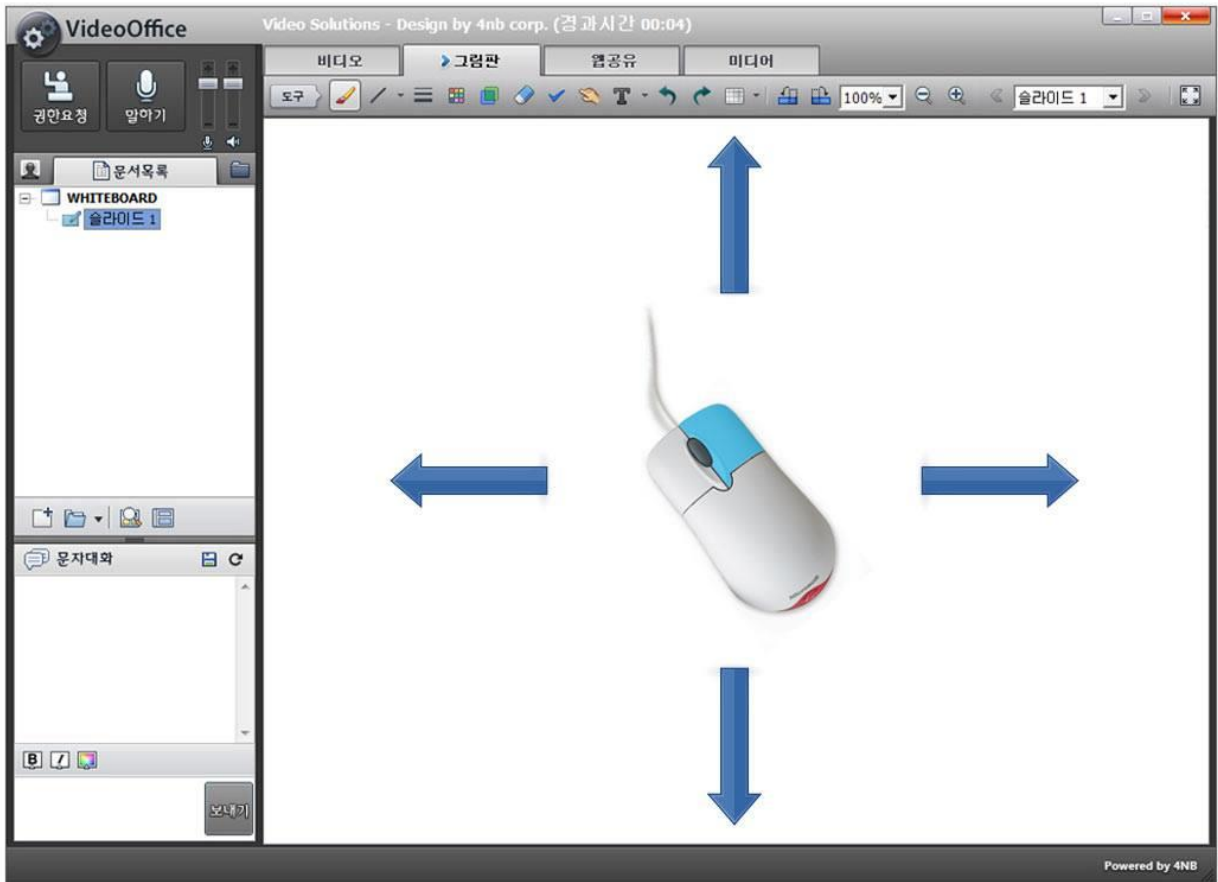 VideoOffice
Video Solutions - Design by 4nb corp. (경과시간 00:04)
비디오
그림판
웹공유
미디어
권한요청
말하기
도구
T
100%
슬라이드 1
문서목록
WHITEBOARD
슬라이드 1
문자대화
B I
보내기
Microsoft
Powered by 4NB